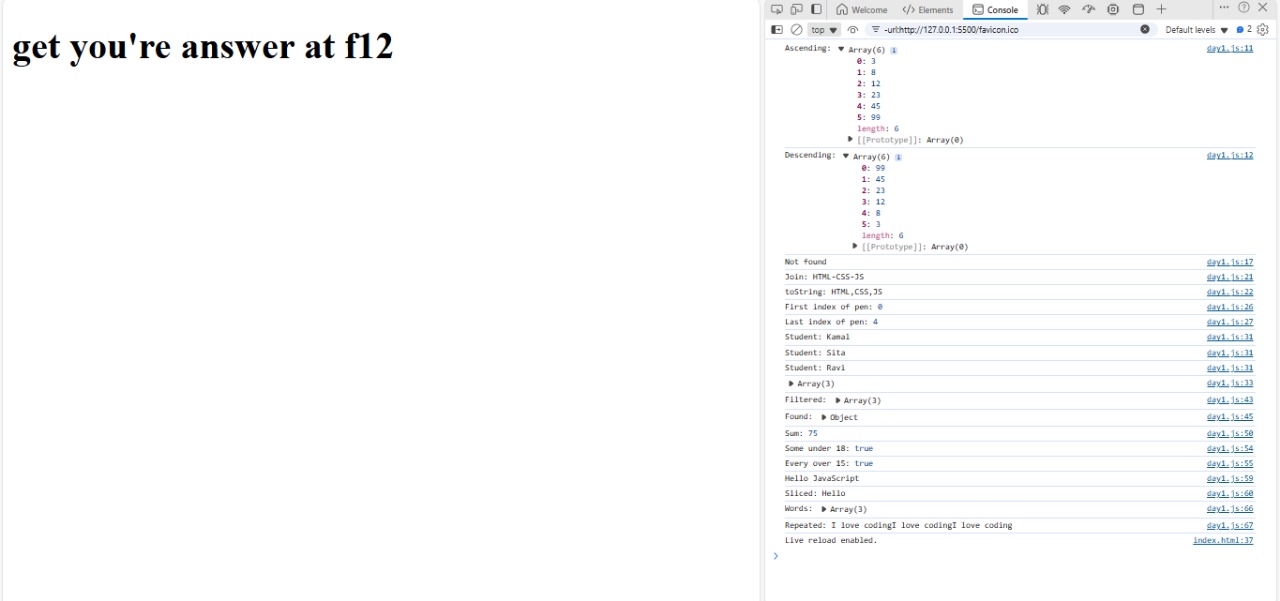 get you're answer at f12
Welcome Elements Console
top -url:http://127.0.0.1:5500/favicon.ico Default levels 2
Ascending: Array(6) i day1.js:11
0: 3
1: 8
2: 12
3: 23
4: 45
5: 99
length: 6
[[Prototype]]: Array(0)
Descending: Array(6) i day1.js:12
0: 99
1: 45
2: 23
3: 12
4: 8
5: 3
length: 6
[[Prototype]]: Array(0)
Not found day1.js:17
Join: HTML-CSS-JS day1.js:21
toString: HTML,CSS,JS day1.js:22
First index of pen: 0 day1.js:26
Last index of pen: 4 day1.js:27
Student: Kamal day1.js:31
Student: Sita day1.js:31
Student: Ravi day1.js:31
Array(3) day1.js:33
Filtered: Array(3) day1.js:43
Found: Object day1.js:45
Sum: 75 day1.js:50
Some under 18: true day1.js:54
Every over 15: true day1.js:55
Hello JavaScript day1.js:59
Sliced: Hello day1.js:60
Words: Array(3) day1.js:66
Repeated: I love codingI love codingI love coding day1.js:67
Live reload enabled. index.html:37